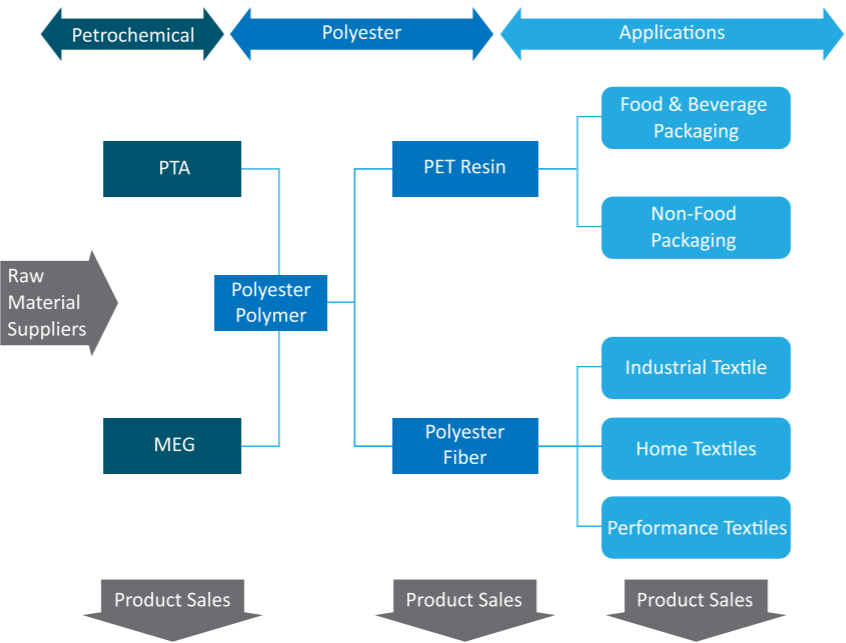 Petrochemical
Polyester
Applications
Food & Beverage
Packaging
PTA
PET Resin
Non-Food
Packaging
Raw
Material
Suppliers
Polyester
Polymer
Industrial Textile
MEG
Polyester
Fiber
Home Textiles
Performance Textiles
Product Sales
Product Sales
Product Sales